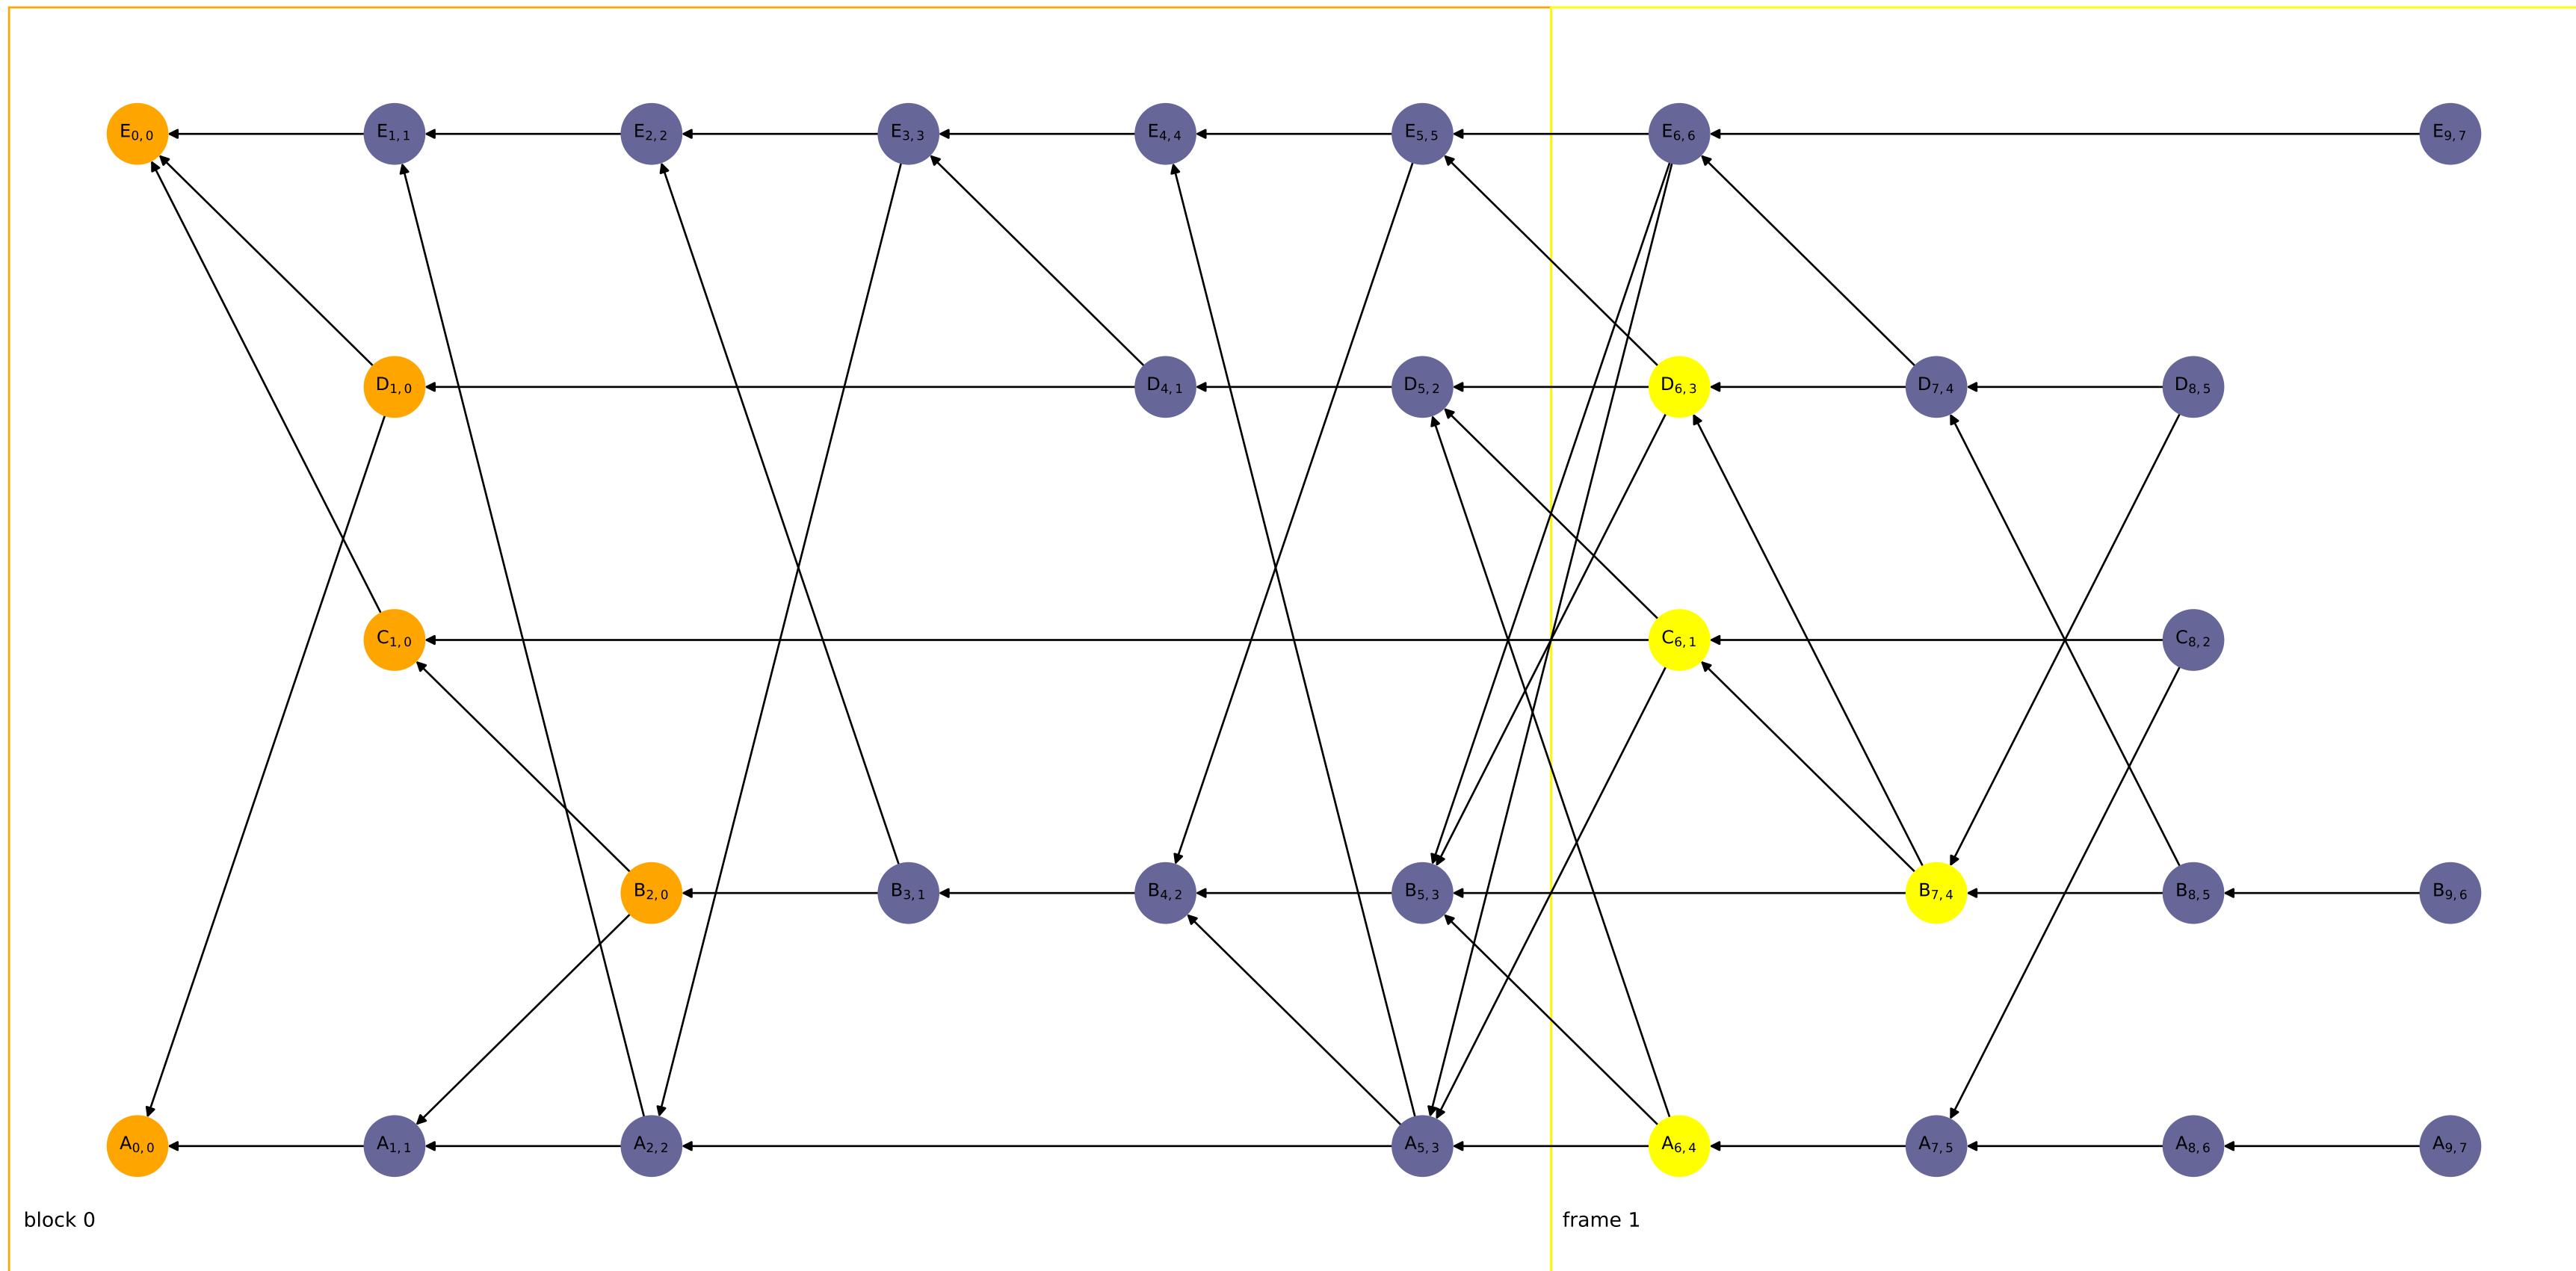 E0,0 E1,1 E2,2 E3,3 E4,4 E5,5 E6,6 E9,7
D1,0 D4,1 D5,2 D6,3 D7,4 D8,5
C1,0 C6,1 C8,2
B2,0 B3,1 B4,2 B5,3 B7,4 B8,5 B9,6
A0,0 A1,1 A2,2 A5,3 A6,4 A7,5 A8,6 A9,7
block 0 frame 1